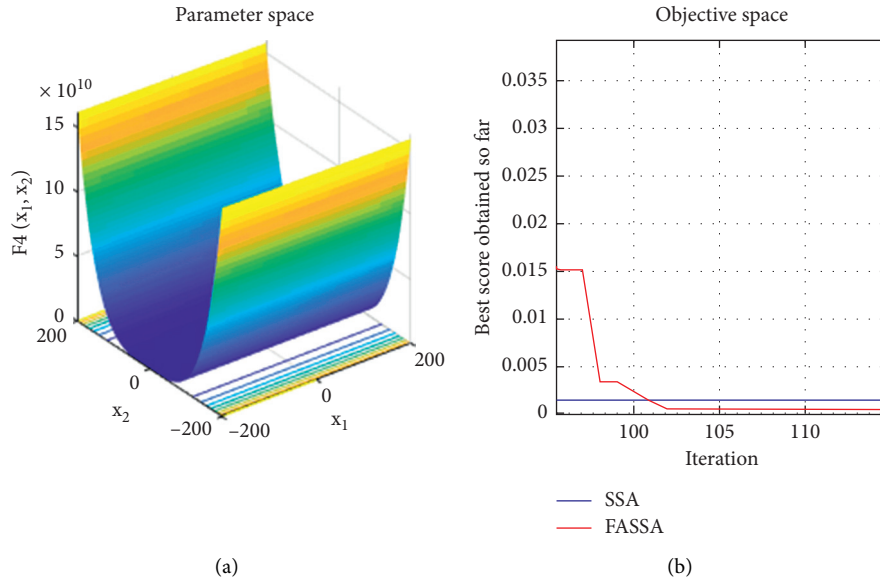 Parameter space
× 10^10
15
10
5
0
F4 (x₁, x₂)
200
0
−200
x₂
−200
0
200
x₁
(a)
Objective space
0.035
0.03
0.025
0.02
0.015
0.01
0.005
0
Best score obtained so far
100
105
110
Iteration
SSA
FASSA
(b)